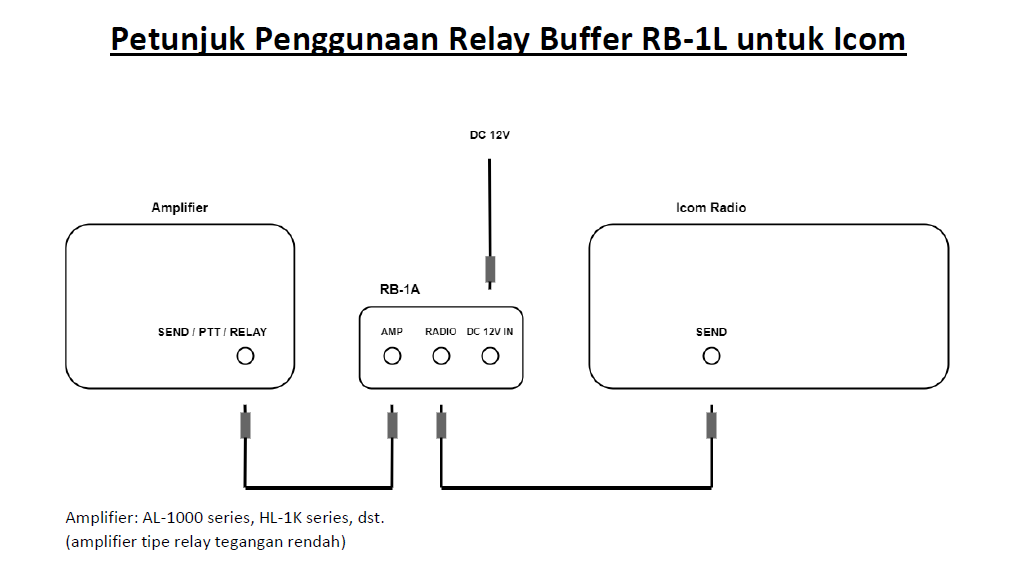 Petunjuk Penggunaan Relay Buffer RB-1L untuk Icom
DC 12V
Amplifier
Icom Radio
RB-1A
SEND / PTT / RELAY
AMP
RADIO
DC 12V IN
SEND
Amplifier: AL-1000 series, HL-1K series, dst.
(amplifier tipe relay tegangan rendah)